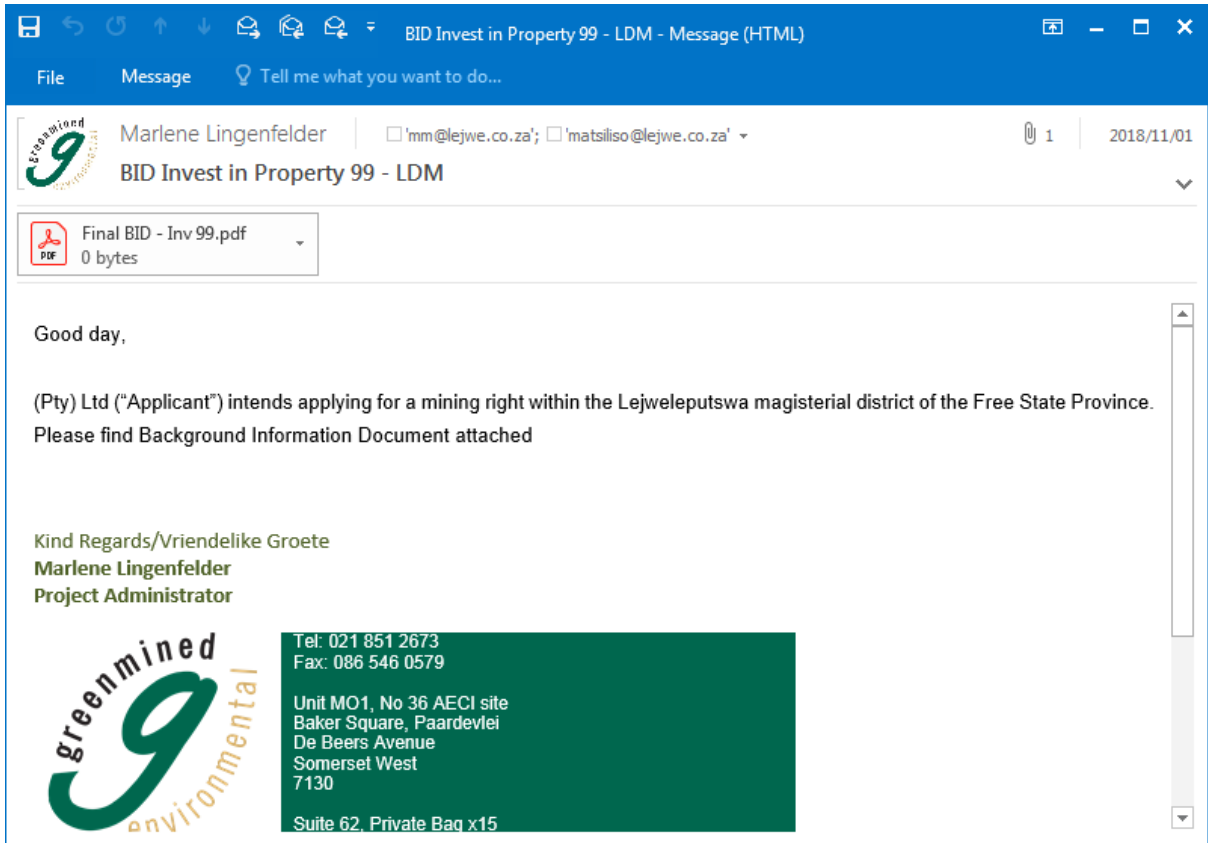 BID Invest in Property 99 - LDM - Message (HTML)
File Message Tell me what you want to do...
Marlene Lingenfelder 'mm@lejwe.co.za'; 'matsiliso@lejwe.co.za' 1 2018/11/01
BID Invest in Property 99 - LDM
greenmined
environmental
Final BID - Inv 99.pdf
PDF
0 bytes
Good day,
(Pty) Ltd (“Applicant”) intends applying for a mining right within the Lejweleputswa magisterial district of the Free State Province.
Please find Background Information Document attached
Kind Regards/Vriendelike Groete
Marlene Lingenfelder
Project Administrator
greenmined
environmental
Tel: 021 851 2673
Fax: 086 546 0579
Unit MO1, No 36 AECI site
Baker Square, Paardevlei
De Beers Avenue
Somerset West
7130
Suite 62, Private Bag x15